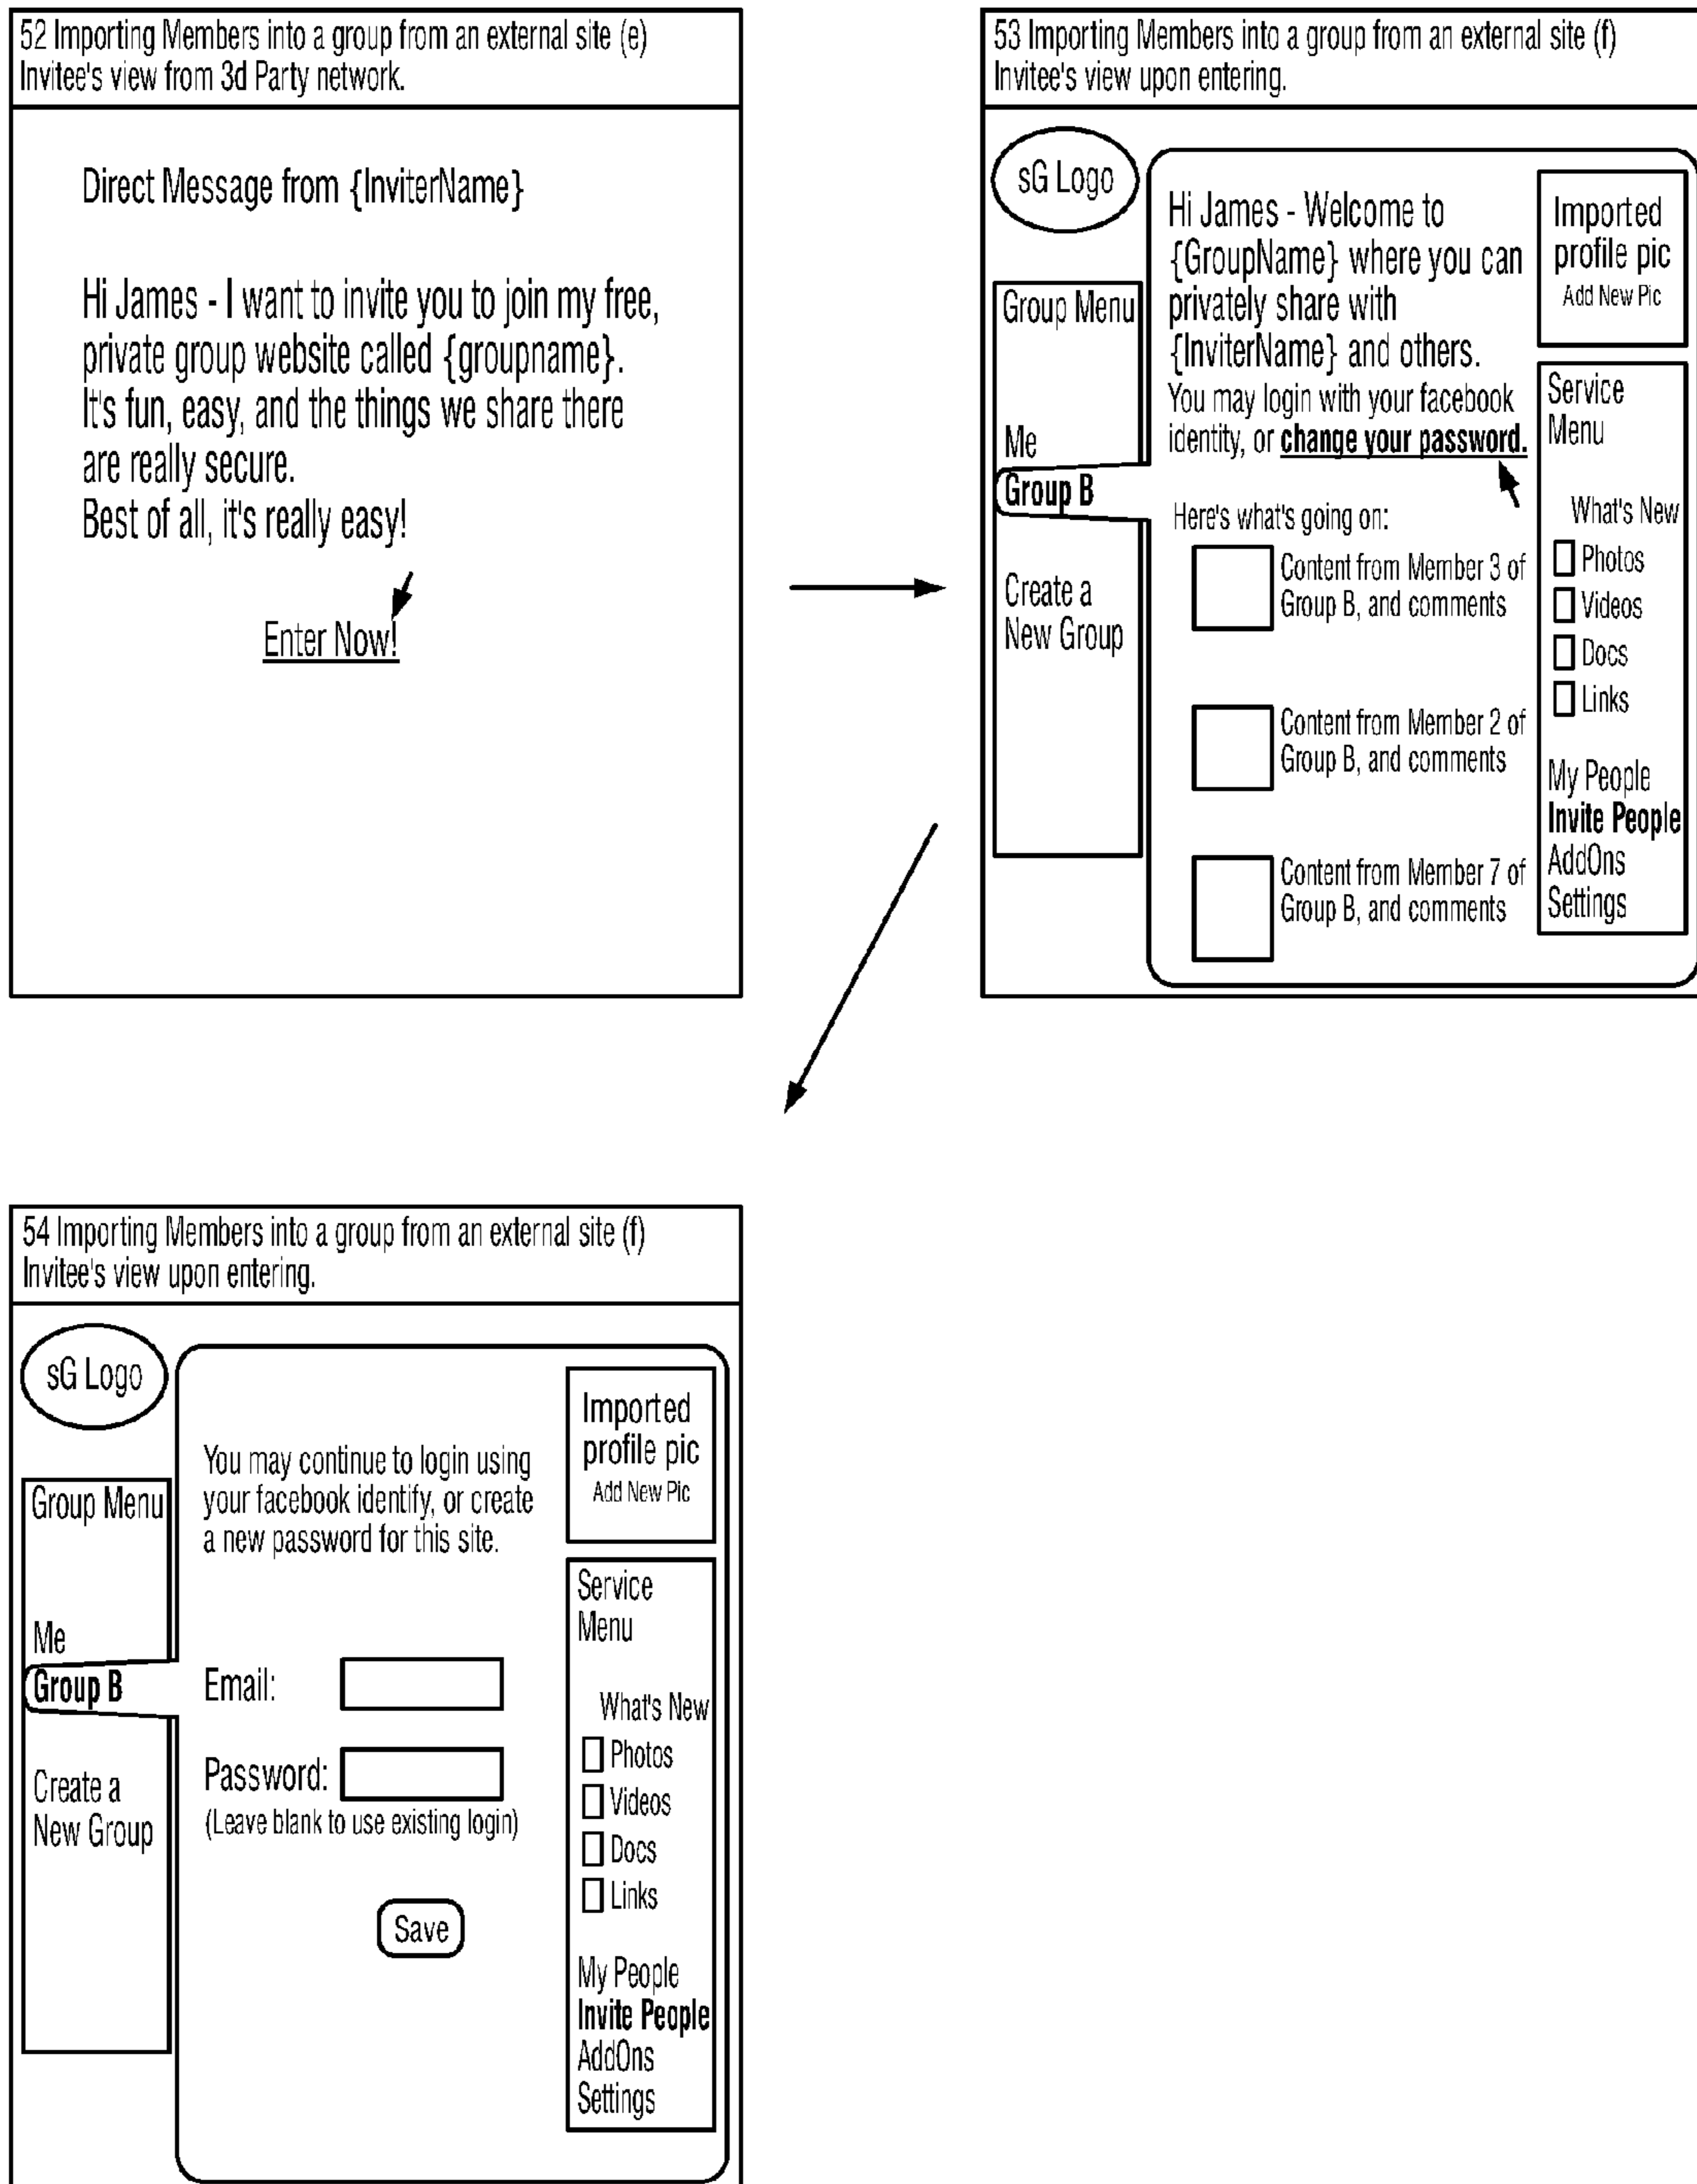 52 Importing Members into a group from an external site (e)
Invitee's view from 3d Party network.
Direct Message from {InviterName}
Hi James - I want to invite you to join my free,
private group website called {groupname}.
It's fun, easy, and the things we share there
are really secure.
Best of all, it's really easy!
Enter Now!
53 Importing Members into a group from an external site (f)
Invitee's view upon entering.
sG Logo
Group Menu
Me
Group B
Create a
New Group
Hi James - Welcome to
{GroupName} where you can
privately share with
{InviterName} and others.
You may login with your facebook
identity, or change your password.
Here's what's going on:
Content from Member 3 of
Group B, and comments
Content from Member 2 of
Group B, and comments
Content from Member 7 of
Group B, and comments
Imported
profile pic
Add New Pic
Service
Menu
What's New
Photos
Videos
Docs
Links
My People
Invite People
AddOns
Settings
54 Importing Members into a group from an external site (f)
Invitee's view upon entering.
sG Logo
Group Menu
Me
Group B
Create a
New Group
You may continue to login using
your facebook identify, or create
a new password for this site.
Email:
Password:
(Leave blank to use existing login)
Save
Imported
profile pic
Add New Pic
Service
Menu
What's New
Photos
Videos
Docs
Links
My People
Invite People
AddOns
Settings